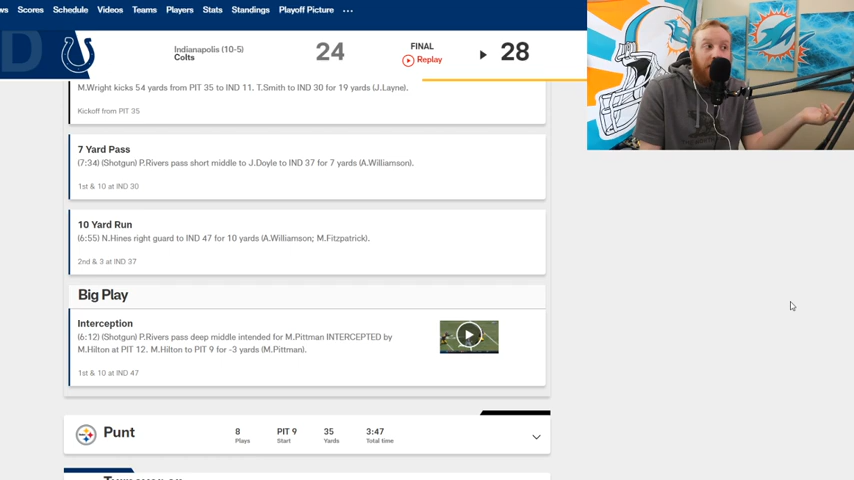 Scores Schedule Videos Teams Players Stats Standings Playoff Picture ...
Indianapolis (10-5)
Colts
24
FINAL
Replay
28
M.Wright kicks 54 yards from PIT 35 to IND 11. T.Smith to IND 30 for 19 yards (J.Layne).
Kickoff from PIT 35
7 Yard Pass
(7:34) (Shotgun) P.Rivers pass short middle to J.Doyle to IND 37 for 7 yards (A.Williamson).
1st & 10 at IND 30
10 Yard Run
(6:55) N.Hines right guard to IND 47 for 10 yards (A.Williamson; M.Fitzpatrick).
2nd & 3 at IND 37
Big Play
Interception
(6:12) (Shotgun) P.Rivers pass deep middle intended for M.Pittman INTERCEPTED by
M.Hilton at PIT 12. M.Hilton to PIT 9 for -3 yards (M.Pittman).
1st & 10 at IND 47
Punt
8 PIT 9 35 3:47
Plays Start Yards Total time